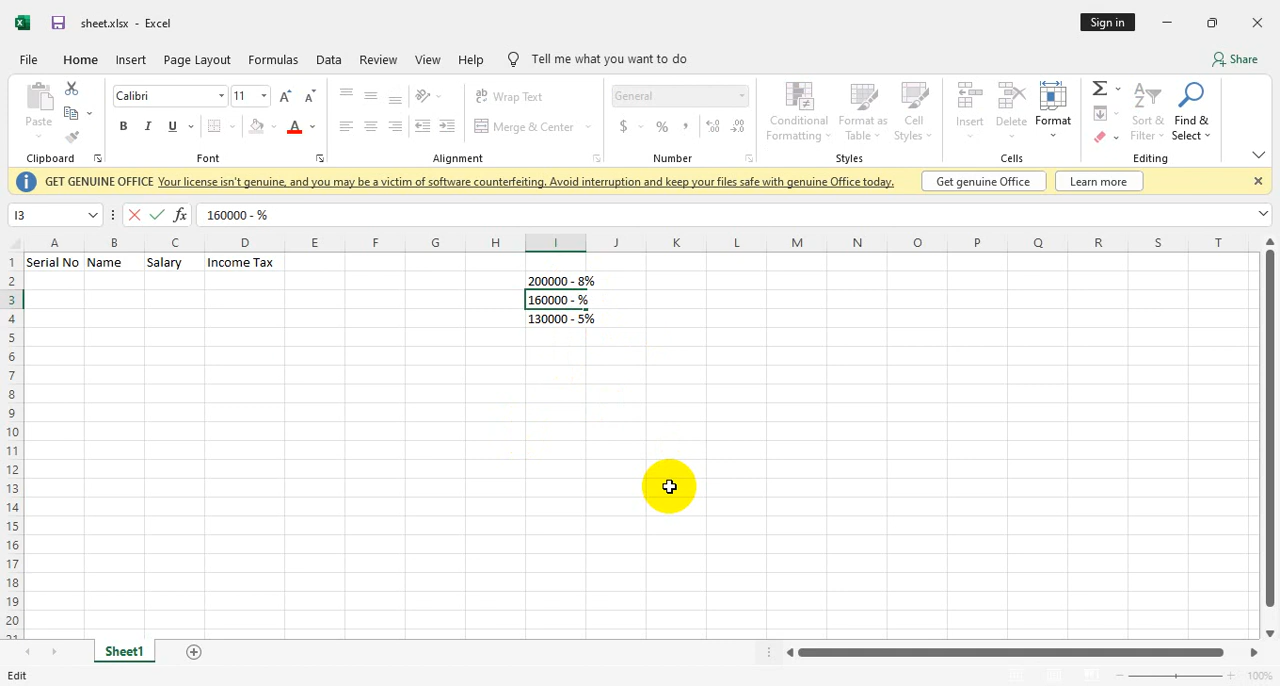 sheet.xlsx - Excel
Sign in
File Home Insert Page Layout Formulas Data Review View Help Tell me what you want to do Share
Paste
Calibri 11
B I U A
Wrap Text
Merge & Center
General
$ %
Conditional Formatting
Format as Table
Cell Styles
Insert Delete Format
Sort & Filter
Find & Select
Clipboard Font Alignment Number Styles Cells Editing
GET GENUINE OFFICE Your license isn't genuine, and you may be a victim of software counterfeiting. Avoid interruption and keep your files safe with genuine Office today. Get genuine Office Learn more
I3 fx 160000 - %
A B C D E F G H I J K L M N O P Q R S T
1 Serial No Name Salary Income Tax
2 200000 - 8%
3 160000 - %
4 130000 - 5%
5
6
7
8
9
10
11
12
13
14
15
16
17
18
19
20
21
Sheet1
Edit 100%